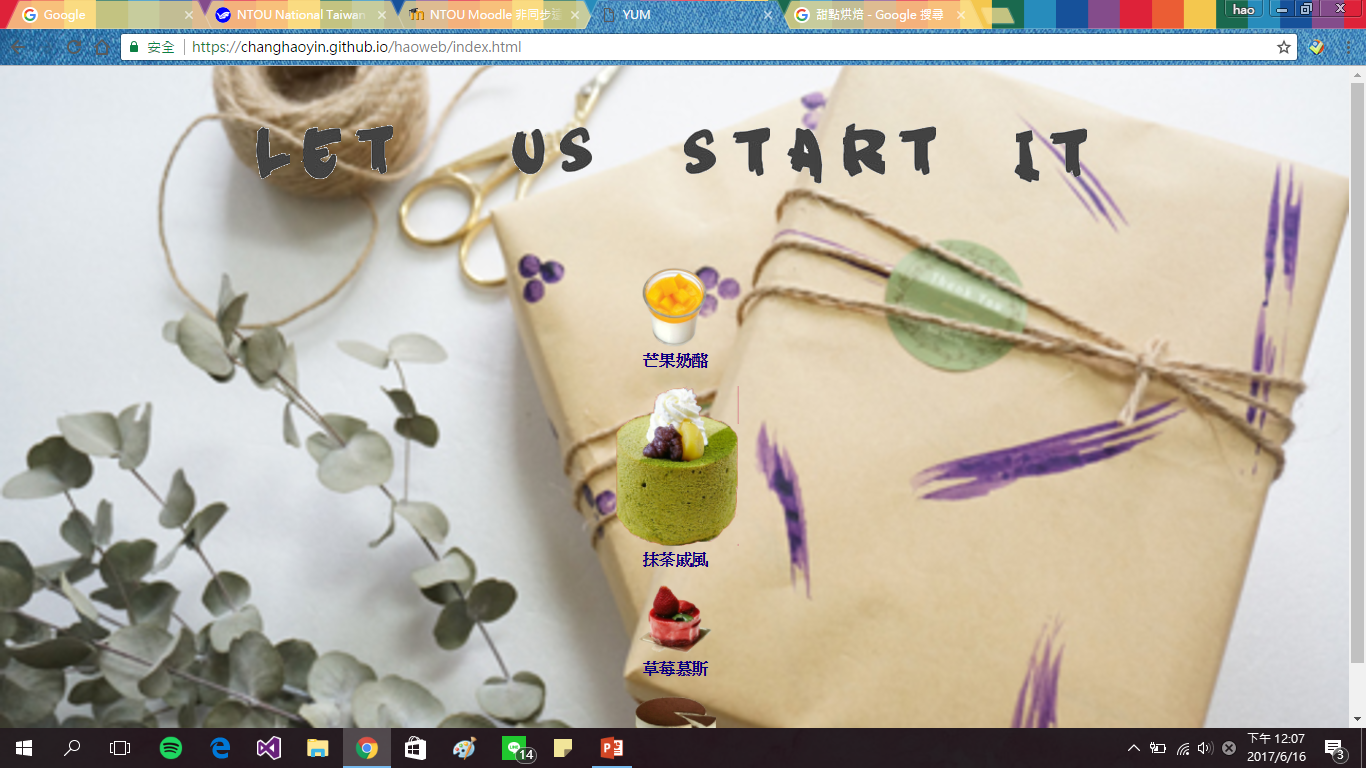 Google
NTOU National Taiwan
NTOU Moodle 非同步
YUM
甜點烘焙 - Google 搜尋
hao
安全
https://changhaoyin.github.io/haoweb/index.html
LET US START IT
芒果奶酪
抹茶戚風
草莓慕斯
14
下午 12:07
2017/6/16
3